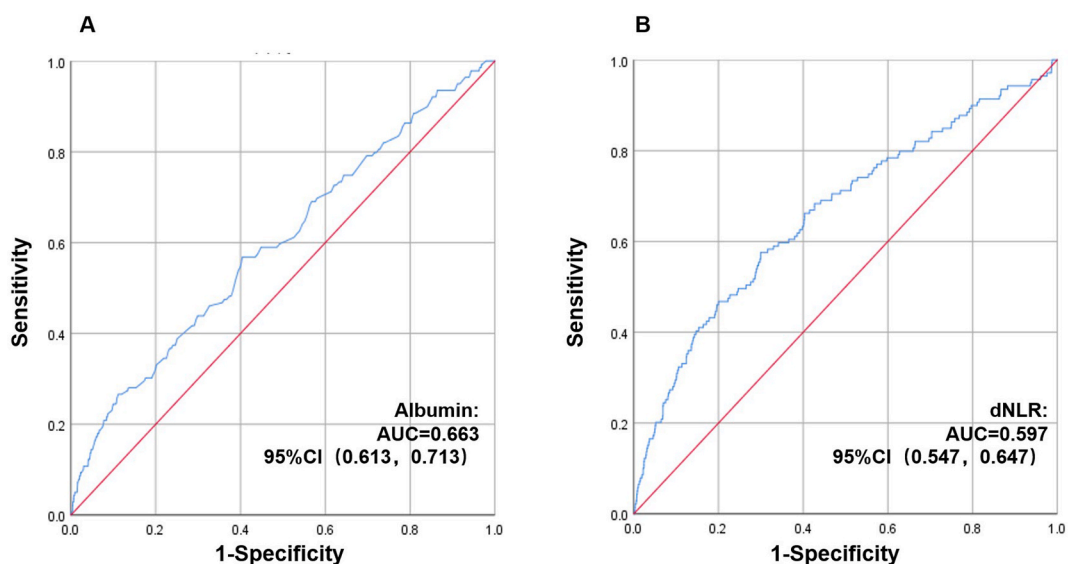 A
1.0
0.8
0.6
0.4
0.2
0.0
0.0 0.2 0.4 0.6 0.8 1.0
Sensitivity
1-Specificity
Albumin:
AUC=0.663
95%CI (0.613, 0.713)
B
1.0
0.8
0.6
0.4
0.2
0.0
0.0 0.2 0.4 0.6 0.8 1.0
Sensitivity
1-Specificity
dNLR:
AUC=0.597
95%CI (0.547, 0.647)